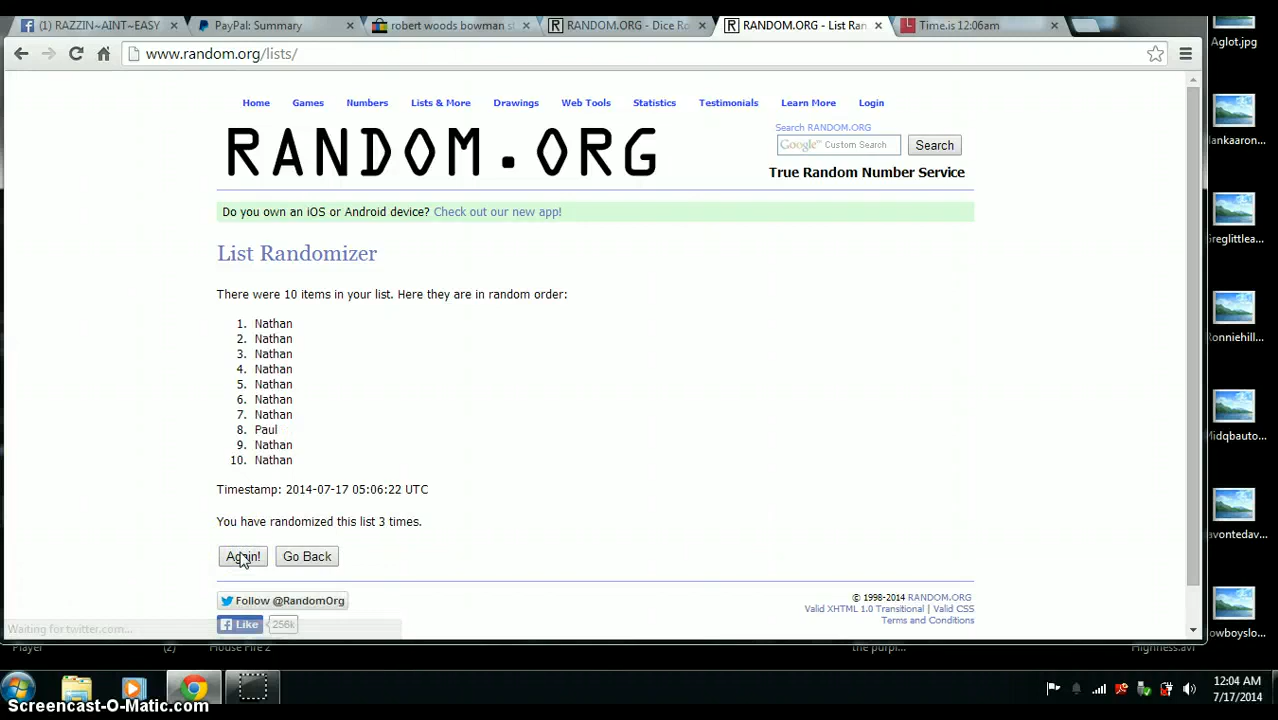 (1) RAZZIN~AINT~EASY
PayPal: Summary
robert woods bowman st
RANDOM.ORG - Dice Ro
RANDOM.ORG - List Ran
Time.is 12:06am
www.random.org/lists/
Home Games Numbers Lists & More Drawings Web Tools Statistics Testimonials Learn More Login
RANDOM.ORG
Search RANDOM.ORG
Google™ Custom Search
Search
True Random Number Service
Do you own an iOS or Android device? Check out our new app!
List Randomizer
There were 10 items in your list. Here they are in random order:
1. Nathan
2. Nathan
3. Nathan
4. Nathan
5. Nathan
6. Nathan
7. Nathan
8. Paul
9. Nathan
10. Nathan
Timestamp: 2014-07-17 05:06:22 UTC
You have randomized this list 3 times.
Again! Go Back
Follow @RandomOrg
Like 256k
© 1998-2014 RANDOM.ORG
Valid XHTML 1.0 Transitional | Valid CSS
Terms and Conditions
Waiting for twitter.com...
Aglot.jpg
ankaaron...
reglittlea...
onniehill...
Midqbauto...
avontedav...
owboyslo...
Player (2) House Fire 2 the purpl... Highness.avi
12:04 AM
7/17/2014
Screencast-O-Matic.com